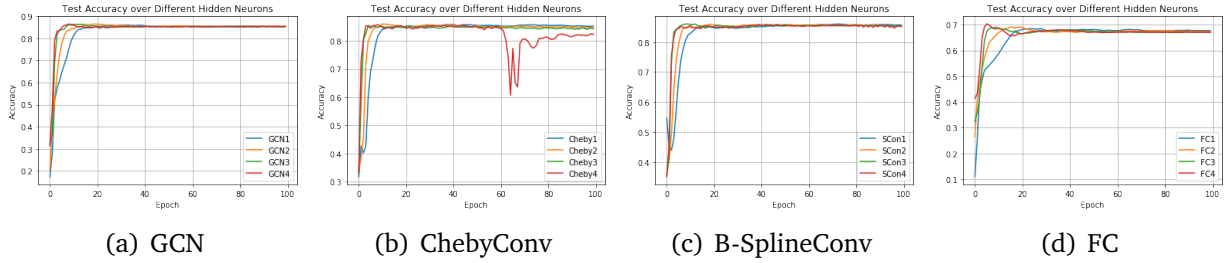 Test Accuracy over Different Hidden Neurons
0.9
0.8
0.7
0.6
0.5
0.4
0.3
0.2
Accuracy
0
20
40
60
80
100
Epoch
GCN1
GCN2
GCN3
GCN4
(a) GCN
Test Accuracy over Different Hidden Neurons
0.9
0.8
0.7
0.6
0.5
0.4
0.3
Accuracy
0
20
40
60
80
100
Epoch
Cheby1
Cheby2
Cheby3
Cheby4
(b) ChebyConv
Test Accuracy over Different Hidden Neurons
0.8
0.7
0.6
0.5
0.4
Accuracy
0
20
40
60
80
100
Epoch
SCon1
SCon2
SCon3
SCon4
(c) B-SplineConv
Test Accuracy over Different Hidden Neurons
0.7
0.6
0.5
0.4
0.3
0.2
0.1
Accuracy
0
20
40
60
80
100
Epoch
FC1
FC2
FC3
FC4
(d) FC